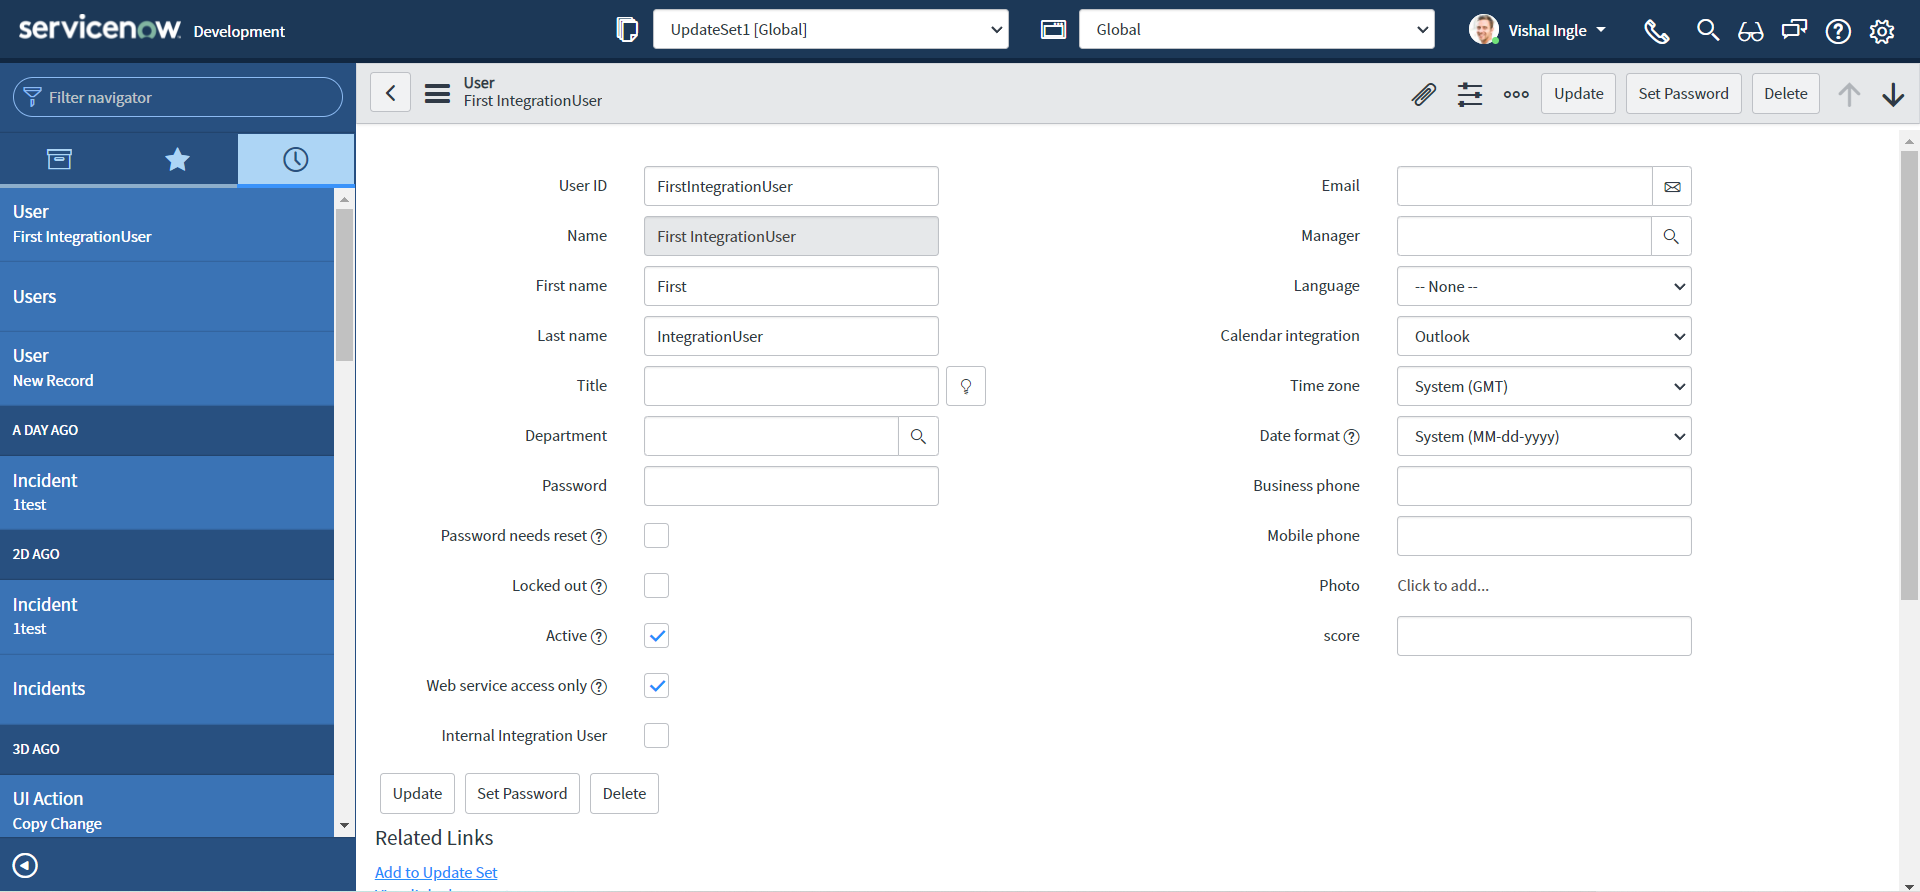 servicenow. Development
UpdateSet1 [Global]
Global
Vishal Ingle
Filter navigator
User
First IntegrationUser
Users
User
New Record
A DAY AGO
Incident
1test
2D AGO
Incident
1test
Incidents
3D AGO
UI Action
Copy Change
User
First IntegrationUser
Update
Set Password
Delete
User ID
FirstIntegrationUser
Name
First IntegrationUser
First name
First
Last name
IntegrationUser
Title
Department
Password
Password needs reset
Locked out
Active
Web service access only
Internal Integration User
Email
Manager
Language
-- None --
Calendar integration
Outlook
Time zone
System (GMT)
Date format
System (MM-dd-yyyy)
Business phone
Mobile phone
Photo
Click to add...
score
Update
Set Password
Delete
Related Links
Add to Update Set